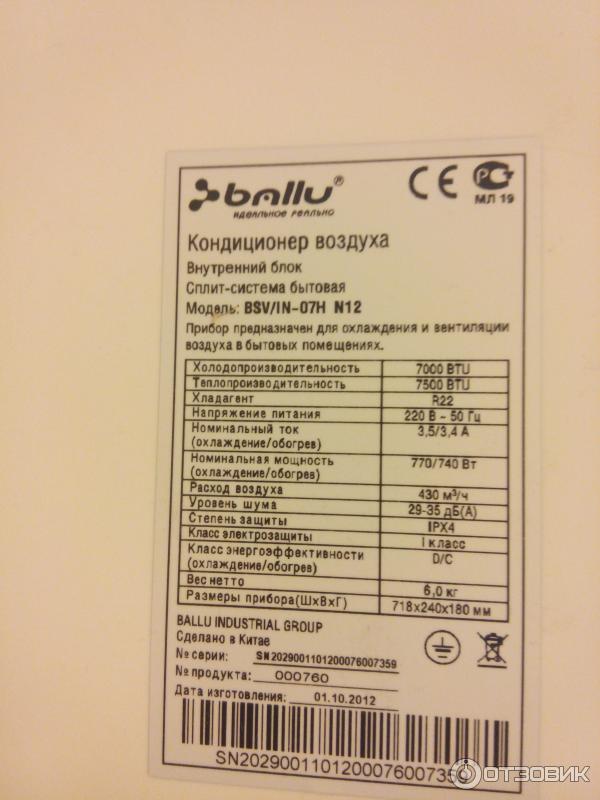 ballu®
идеальное реально
CE
РС
МЛ 19
Кондиционер воздуха
Внутренний блок
Сплит-система бытовая
Модель: BSV/IN-07H N12
Прибор предназначен для охлаждения и вентиляции
воздуха в бытовых помещениях.
Холодопроизводительность 7000 BTU
Теплопроизводительность 7500 BTU
Хладагент R22
Напряжение питания 220 В ~ 50 Гц
Номинальный ток
(охлаждение/обогрев) 3,5/3,4 А
Номинальная мощность
(охлаждение/обогрев) 770/740 Вт
Расход воздуха 430 м³/ч
Уровень шума 29-35 дБ(А)
Степень защиты IPX4
Класс электрозащиты I класс
Класс энергоэффективности
(охлаждение/обогрев) D/C
Вес нетто 6,0 кг
Размеры прибора(ШхВхГ) 718х240х180 мм
BALLU INDUSTRIAL GROUP
Сделано в Китае
№ серии: SN2029001101200076007359
№ продукта: 000760
Дата изготовления: 01.10.2012
SN2029001101200076007359
ОТЗОВИК